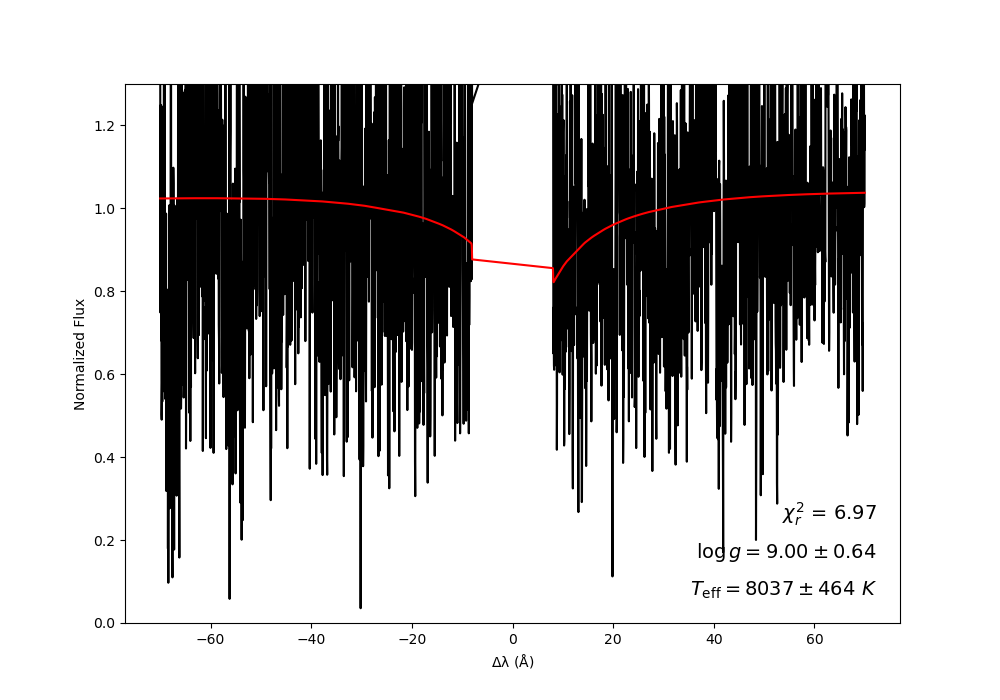 1.2
1.0
0.8
0.6
0.4
0.2
0.0
Normalized Flux
χ²ᵣ = 6.97
log g = 9.00 ± 0.64
T_eff = 8037 ± 464 K
−60 −40 −20 0 20 40 60
Δλ (Å)